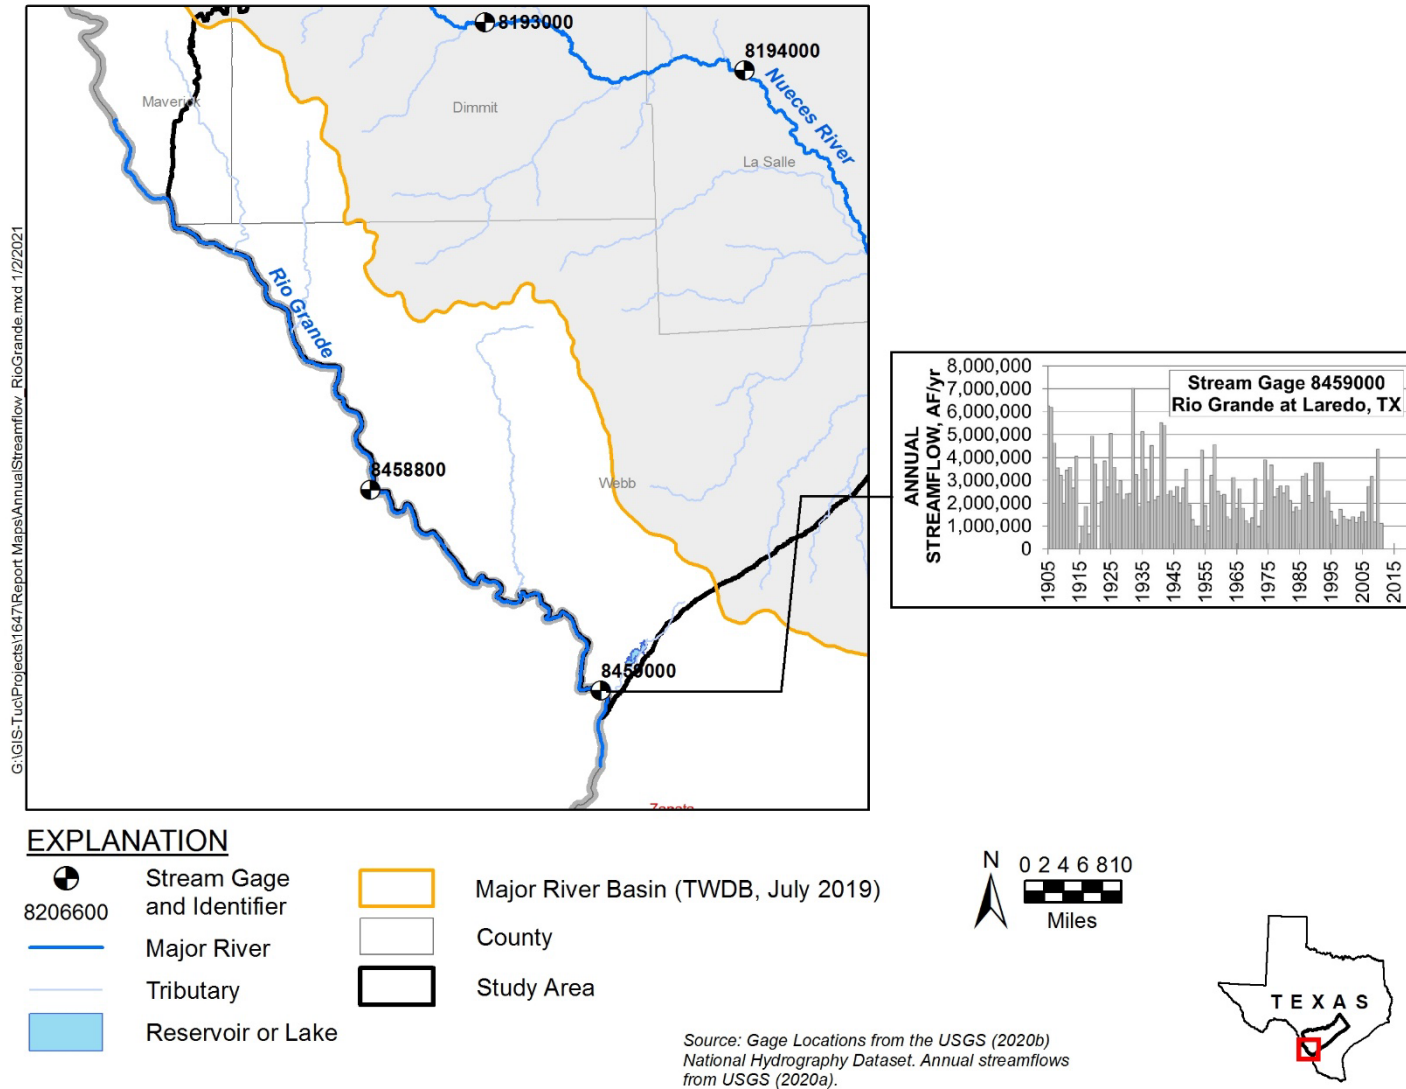 G:\GIS-Tuc\Projects\1647\Report Maps\AnnualStreamflow_RioGrande.mxd 1/2/2021
8193000
8194000
Maverick
Dimmit
Nueces River
La Salle
Rio Grande
8458800
Webb
8459000
Zapata
Stream Gage 8459000
Rio Grande at Laredo, TX
ANNUAL
STREAMFLOW, AF/yr
8,000,000
7,000,000
6,000,000
5,000,000
4,000,000
3,000,000
2,000,000
1,000,000
0
1905
1915
1925
1935
1945
1955
1965
1975
1985
1995
2005
2015
EXPLANATION
Stream Gage
and Identifier
8206600
Major River
Tributary
Reservoir or Lake
Major River Basin (TWDB, July 2019)
County
Study Area
N
0 2 4 6 8 10
Miles
TEXAS
Source: Gage Locations from the USGS (2020b)
National Hydrography Dataset. Annual streamflows
from USGS (2020a).